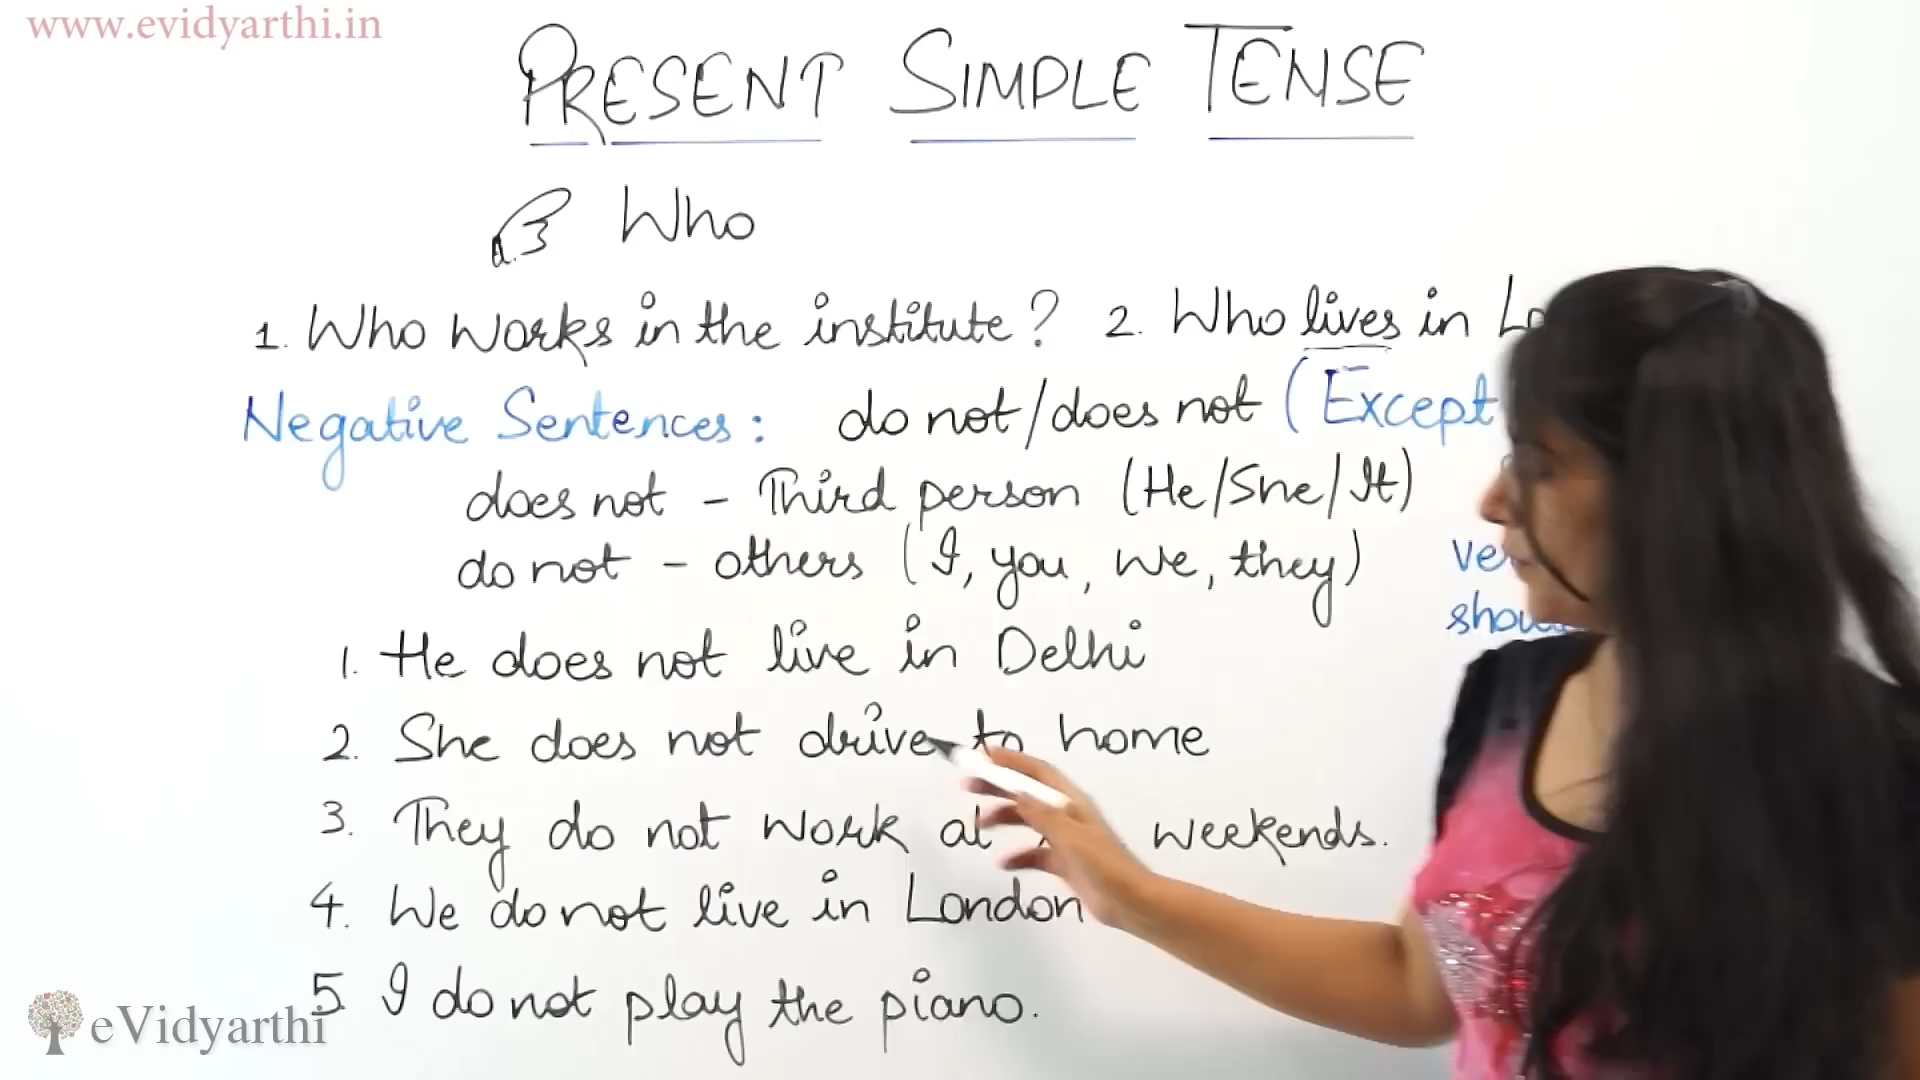 www.evidyarthi.in
PRESENT SIMPLE TENSE
Who
1. Who works in the institute? 2. Who lives in
Negative Sentences: do not/does not (Except
does not - Third person (He/She/It)
do not - others (I, you, we, they)
1. He does not live in Delhi
2. She does not drive to home
3. They do not work at weekends.
4. We do not live in London
5. I do not play the piano.
eVidyarthi